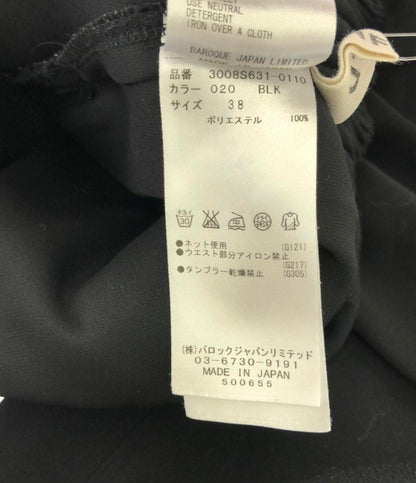 USE NEUTRAL
DETERGENT
IRON OVER A CLOTH
BAROQUE JAPAN LIMITED
品番 3008S631-0110
カラー 020 BLK
サイズ 38
ポリエステル 100%
30
●ネット使用 (G121)
●ウエスト部分アイロン禁止
(G217)
●タンブラー乾燥禁止 (G305)
(株)バロックジャパンリミテッド
03-6730-9191
MADE IN JAPAN
500655